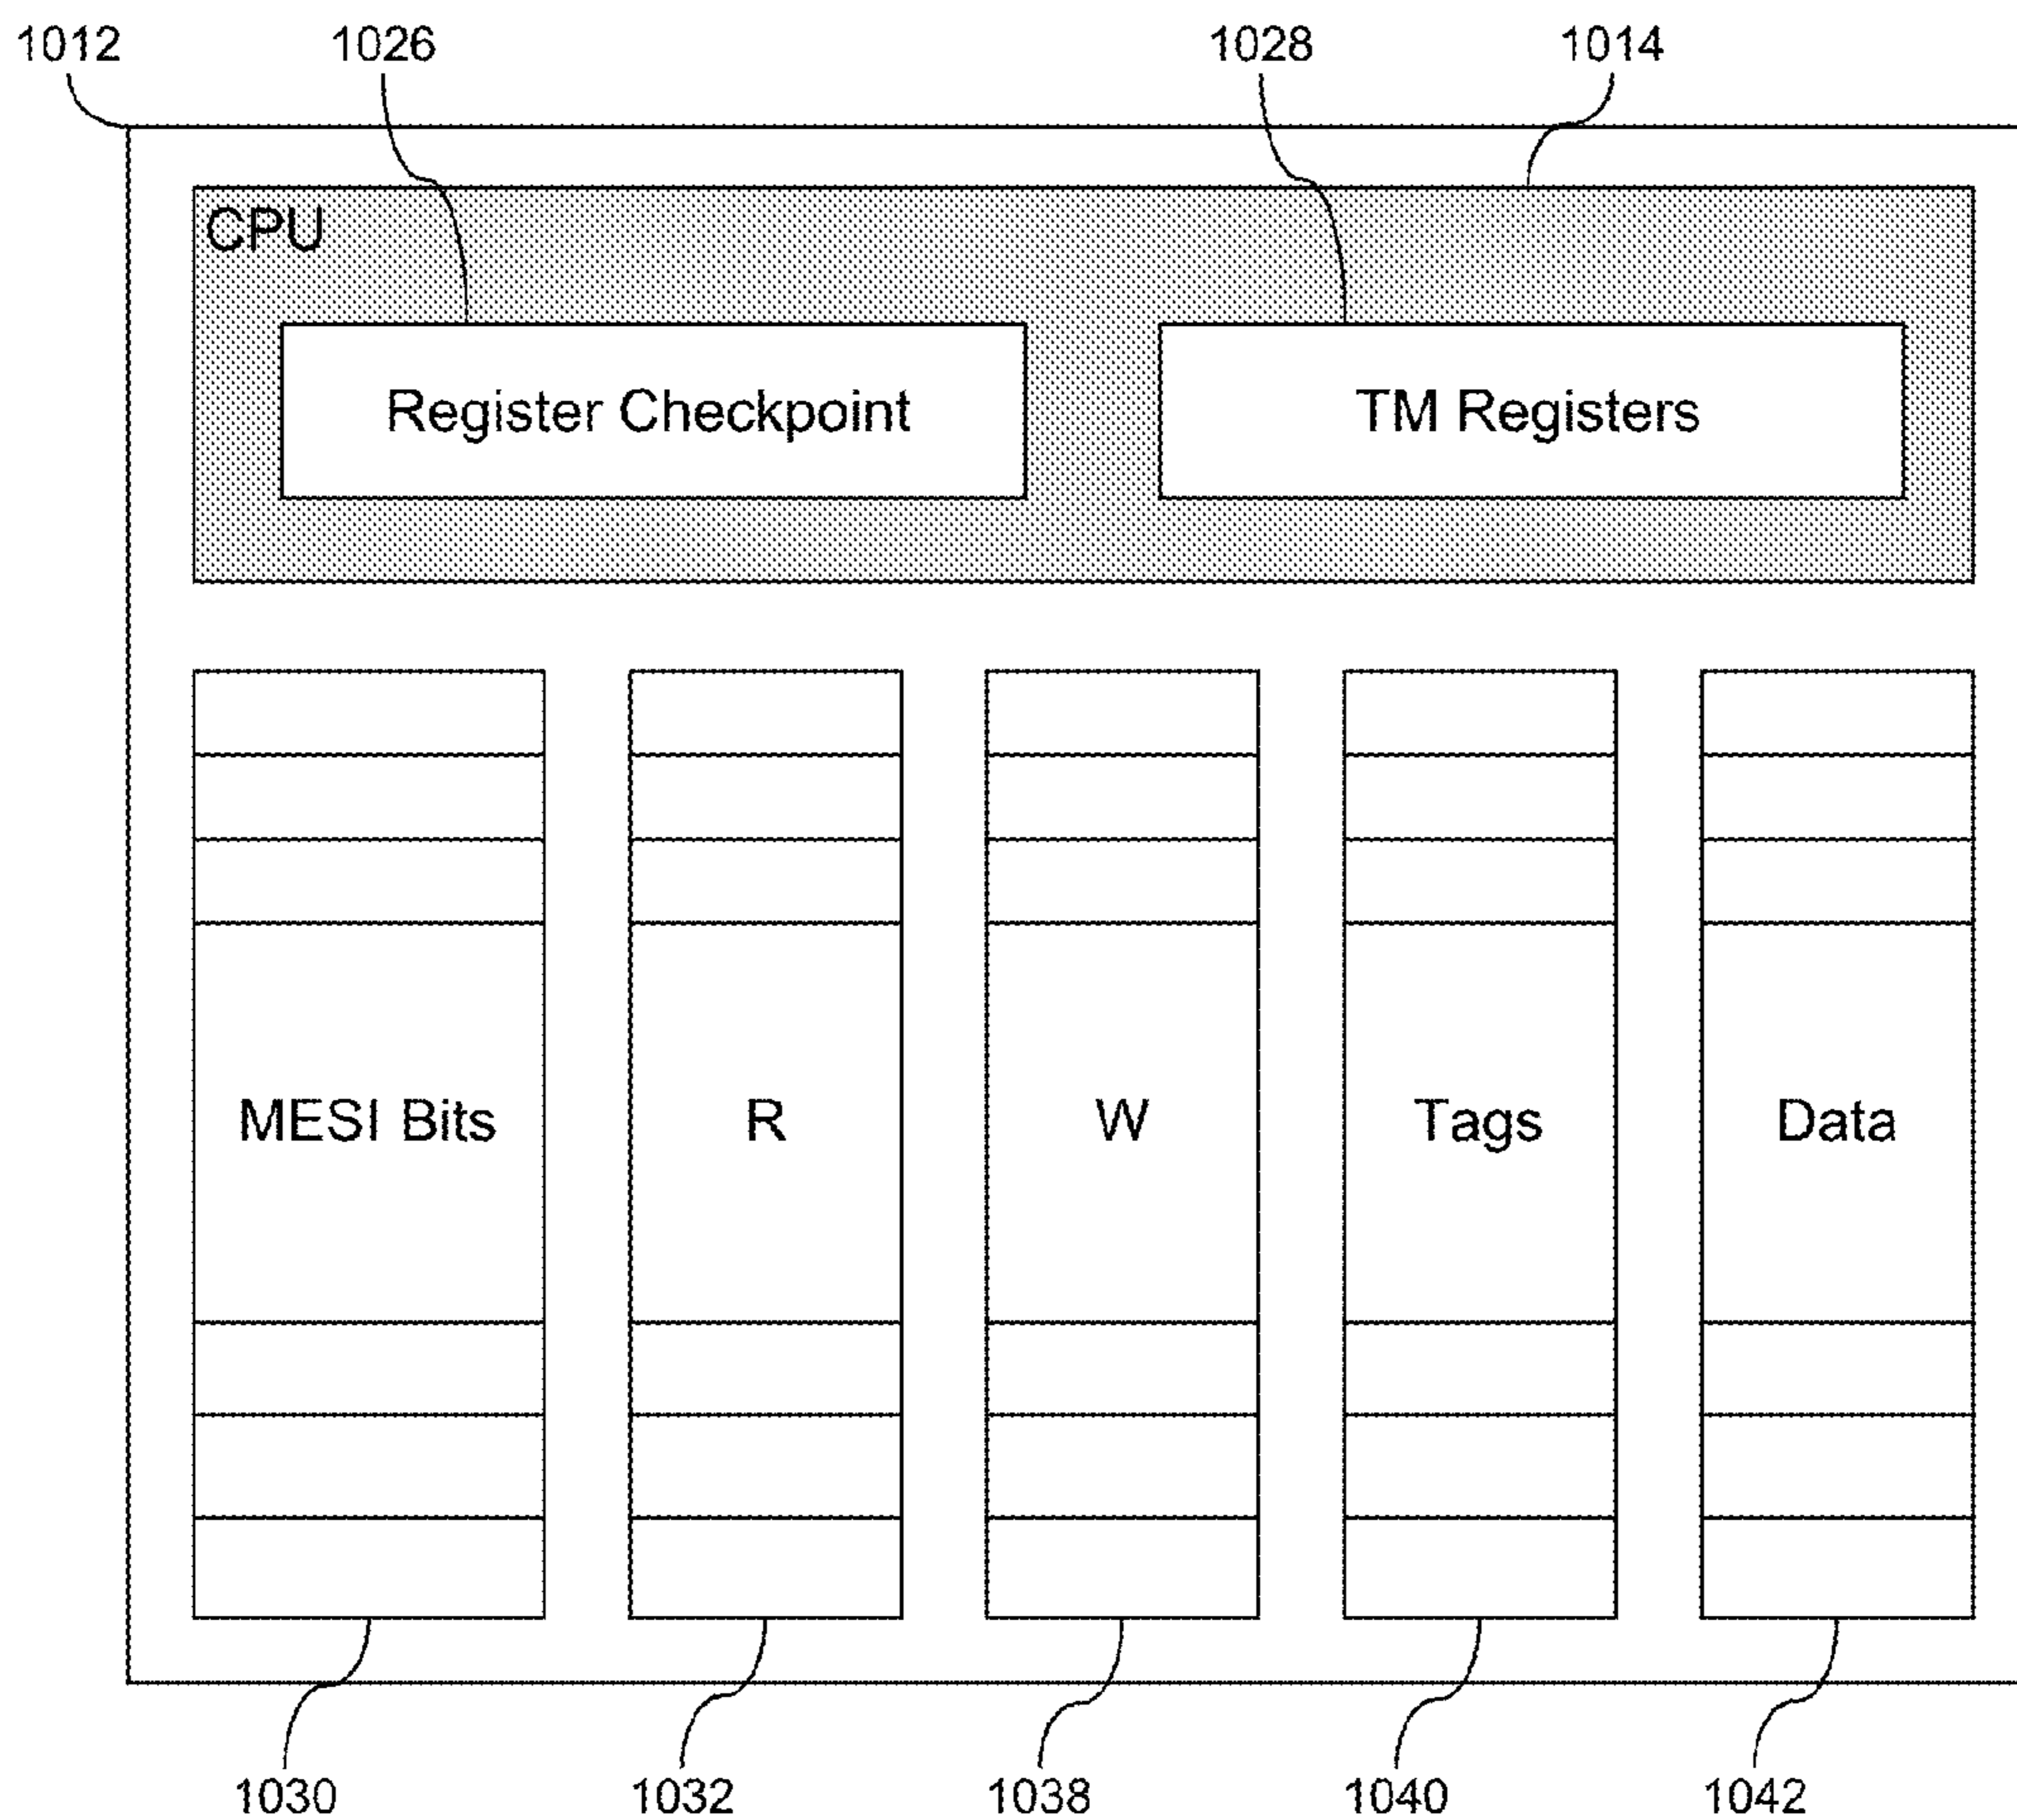 1012 1026 1028 1014
CPU
Register Checkpoint TM Registers
MESI Bits R W Tags Data
1030 1032 1038 1040 1042